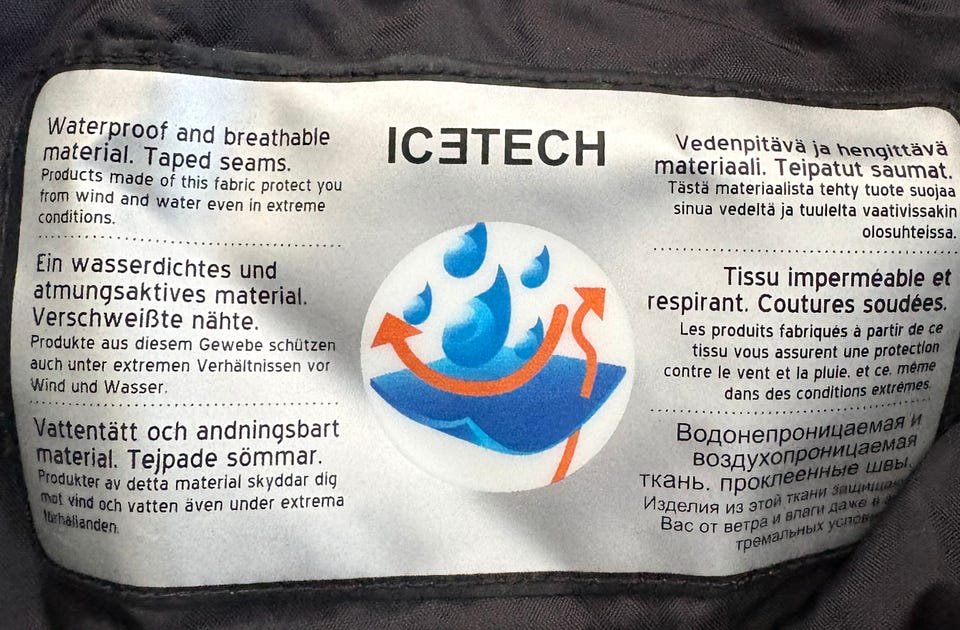 Waterproof and breathable
material. Taped seams.
Products made of this fabric protect you
from wind and water even in extreme
conditions.
Ein wasserdichtes und
atmungsaktives material.
Verschweißte nähte.
Produkte aus diesem Gewebe schützen
auch unter extremen Verhältnissen vor
Wind und Wasser.
Vattentätt och andningsbart
material. Tejpade sömmar.
Produkter av detta material skyddar dig
mot vind och vatten även under extrema
förhållanden.
ICƎTECH
Vedenpitävä ja hengittävä
materiaali. Teipatut saumat.
Tästä materiaalista tehty tuote suojaa
sinua vedeltä ja tuulelta vaativissakin
olosuhteissa.
Tissu imperméable et
respirant. Coutures soudées.
Les produits fabriqués à partir de ce
tissu vous assurent une protection
contre le vent et la pluie. et ce. même
dans des conditions extrêmes.
Водонепроницаемая и
воздухопроницаемая
ткань. проклеенные швы.
Изделия из этой ткани
Вас от ветра и влаги даже в
тремальных